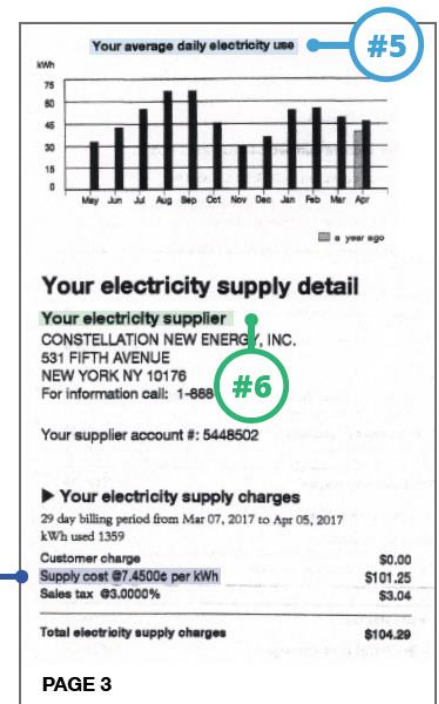 Your average daily electricity use
#5
kWh
75
60
45
30
15
0
May Jun Jul Aug Sep Oct Nov Dec Jan Feb Mar Apr
a year ago
Your electricity supply detail
Your electricity supplier
CONSTELLATION NEW ENERGY, INC.
531 FIFTH AVENUE
NEW YORK NY 10176
For information call: 1-888
#6
Your supplier account #: 5448502
▶ Your electricity supply charges
29 day billing period from Mar 07, 2017 to Apr 05, 2017
kWh used 1359
Customer charge $0.00
Supply cost @7.4500¢ per kWh $101.25
Sales tax @3.0000% $3.04
Total electricity supply charges $104.29
PAGE 3